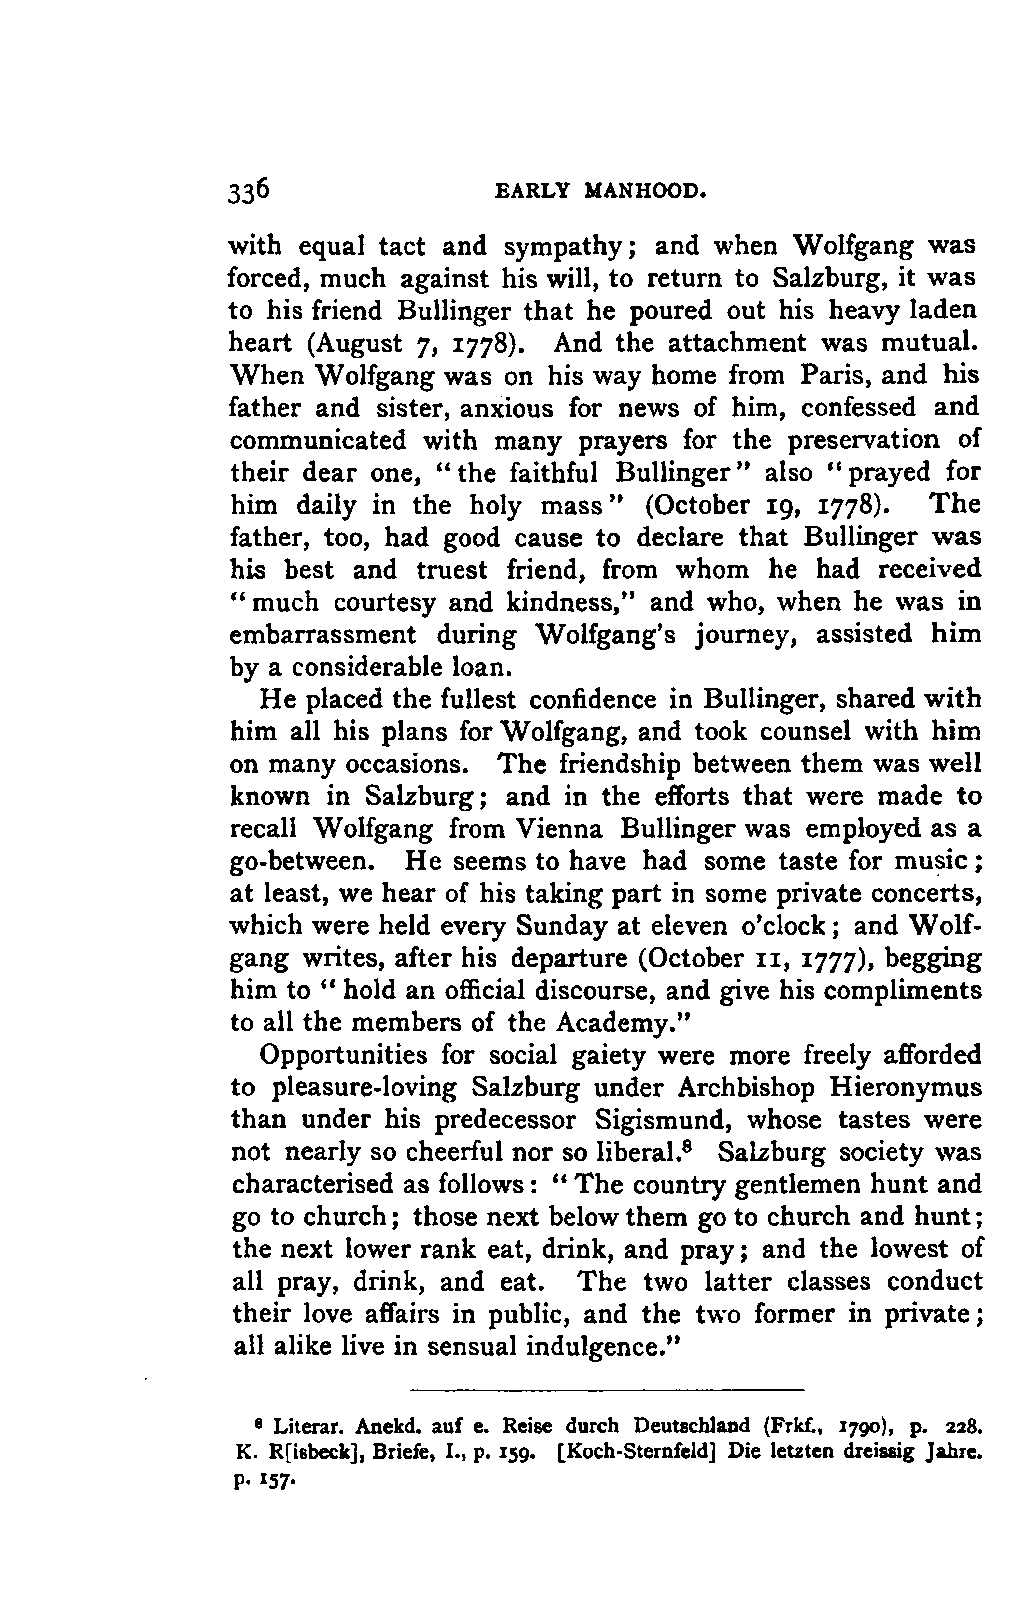 336 EARLY MANHOOD.
with equal tact and sympathy; and when Wolfgang was
forced, much against his will, to return to Salzburg, it was
to his friend Bullinger that he poured out his heavy laden
heart (August 7, 1778). And the attachment was mutual.
When Wolfgang was on his way home from Paris, and his
father and sister, anxious for news of him, confessed and
communicated with many prayers for the preservation of
their dear one, "the faithful Bullinger" also "prayed for
him daily in the holy mass" (October 19, 1778). The
father, too, had good cause to declare that Bullinger was
his best and truest friend, from whom he had received
"much courtesy and kindness," and who, when he was in
embarrassment during Wolfgang's journey, assisted him
by a considerable loan.
He placed the fullest confidence in Bullinger, shared with
him all his plans for Wolfgang, and took counsel with him
on many occasions. The friendship between them was well
known in Salzburg; and in the efforts that were made to
recall Wolfgang from Vienna Bullinger was employed as a
go-between. He seems to have had some taste for music;
at least, we hear of his taking part in some private concerts,
which were held every Sunday at eleven o'clock; and Wolf-
gang writes, after his departure (October 11, 1777), begging
him to "hold an official discourse, and give his compliments
to all the members of the Academy."
Opportunities for social gaiety were more freely afforded
to pleasure-loving Salzburg under Archbishop Hieronymus
than under his predecessor Sigismund, whose tastes were
not nearly so cheerful nor so liberal.⁸ Salzburg society was
characterised as follows: "The country gentlemen hunt and
go to church; those next below them go to church and hunt;
the next lower rank eat, drink, and pray; and the lowest of
all pray, drink, and eat. The two latter classes conduct
their love affairs in public, and the two former in private;
all alike live in sensual indulgence."
⁸ Literar. Anekd. auf e. Reise durch Deutschland (Frkf., 1790), p. 228.
K. R[isbeck], Briefe, I., p. 159. [Koch-Sternfeld] Die letzten dreissig Jahre.
p. 157.